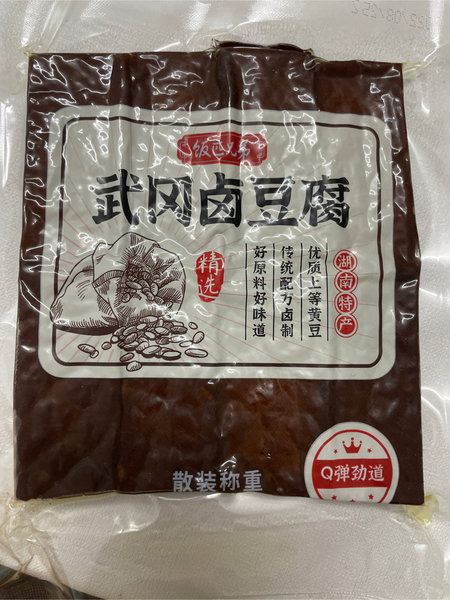 武冈卤豆腐
精选
优质上等黄豆
传统配方卤制
好原料好味道
湖南特产
Q弹劲道
散装称重